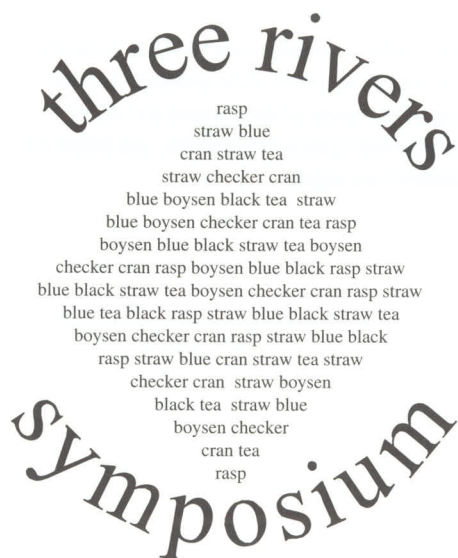 three rivers
rasp
straw blue
cran straw tea
straw checker cran
blue boysen black tea straw
blue boysen checker cran tea rasp
boysen blue black straw tea boysen
checker cran rasp boysen blue black rasp straw
blue black straw tea boysen checker cran rasp straw
blue tea black rasp straw blue black straw tea
boysen checker cran rasp straw blue black
rasp straw blue cran straw tea straw
checker cran straw boysen
black tea straw blue
boysen checker
cran tea
rasp
symposium